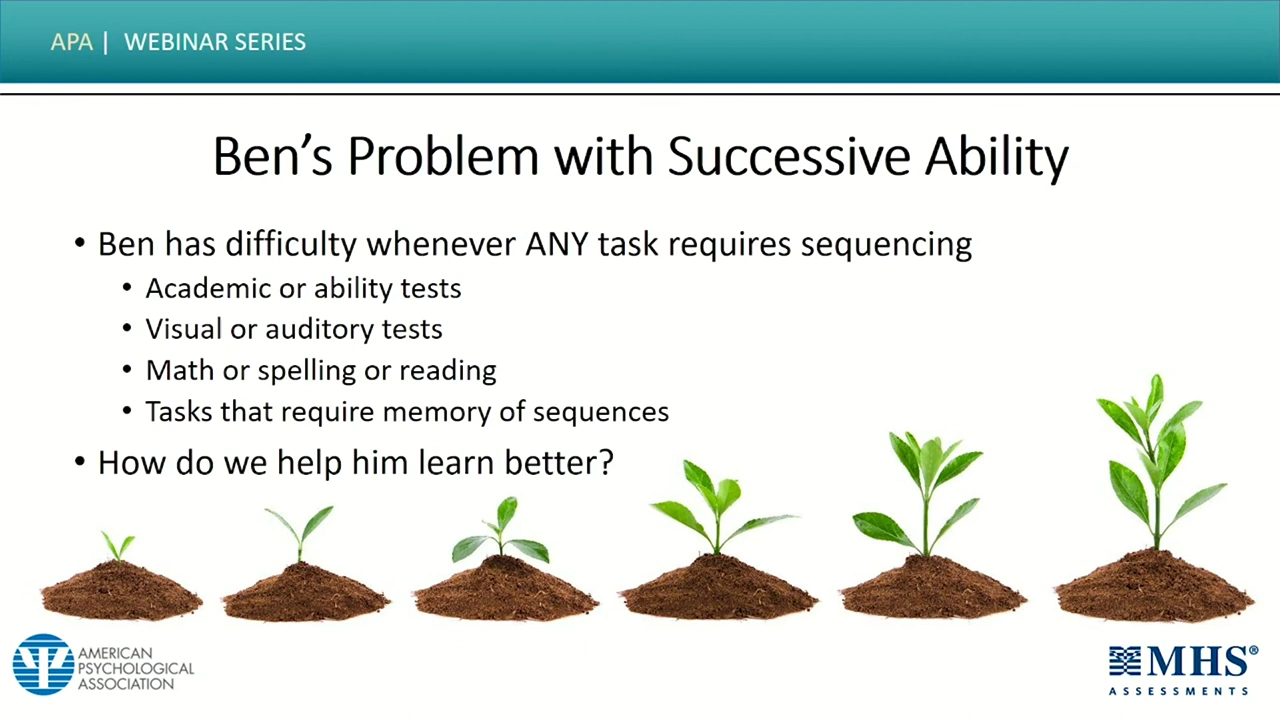 APA | WEBINAR SERIES
Ben’s Problem with Successive Ability
• Ben has difficulty whenever ANY task requires sequencing
• Academic or ability tests
• Visual or auditory tests
• Math or spelling or reading
• Tasks that require memory of sequences
• How do we help him learn better?
AMERICAN
PSYCHOLOGICAL
ASSOCIATION
MHS®
ASSESSMENTS